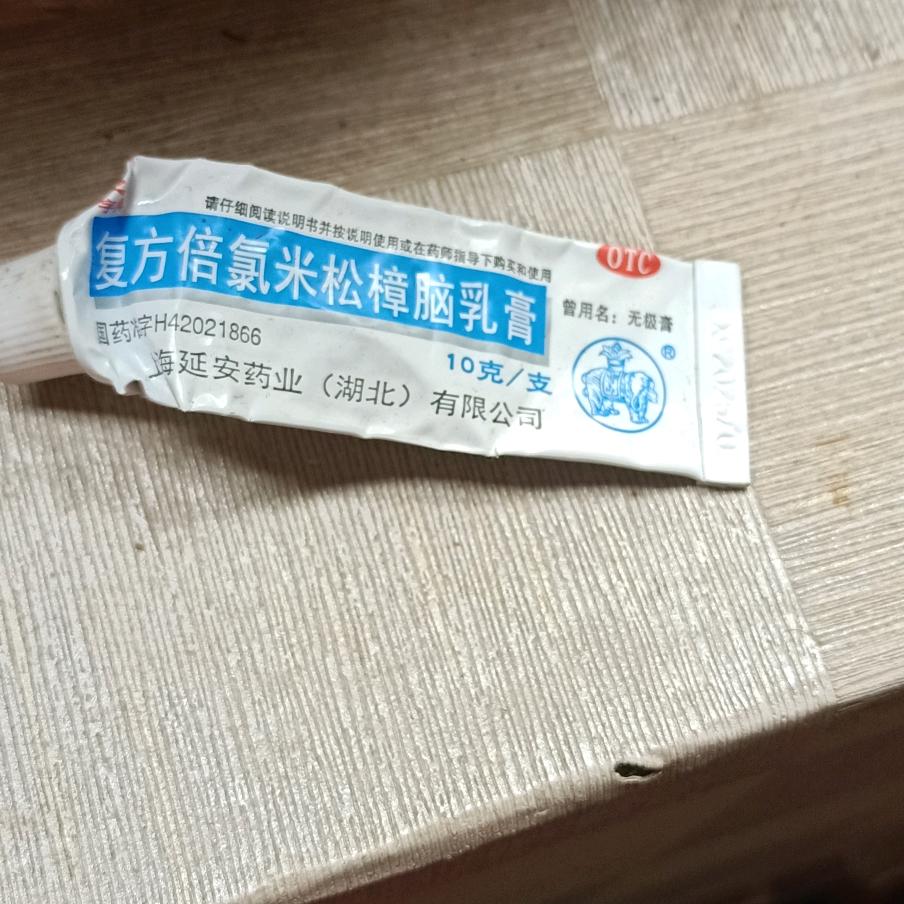 请仔细阅读说明书并按说明使用或在药师指导下购买和使用
OTC
复方倍氯米松樟脑乳膏
曾用名：无极膏
国药准字H42021866
10克/支
®
海延安药业（湖北）有限公司